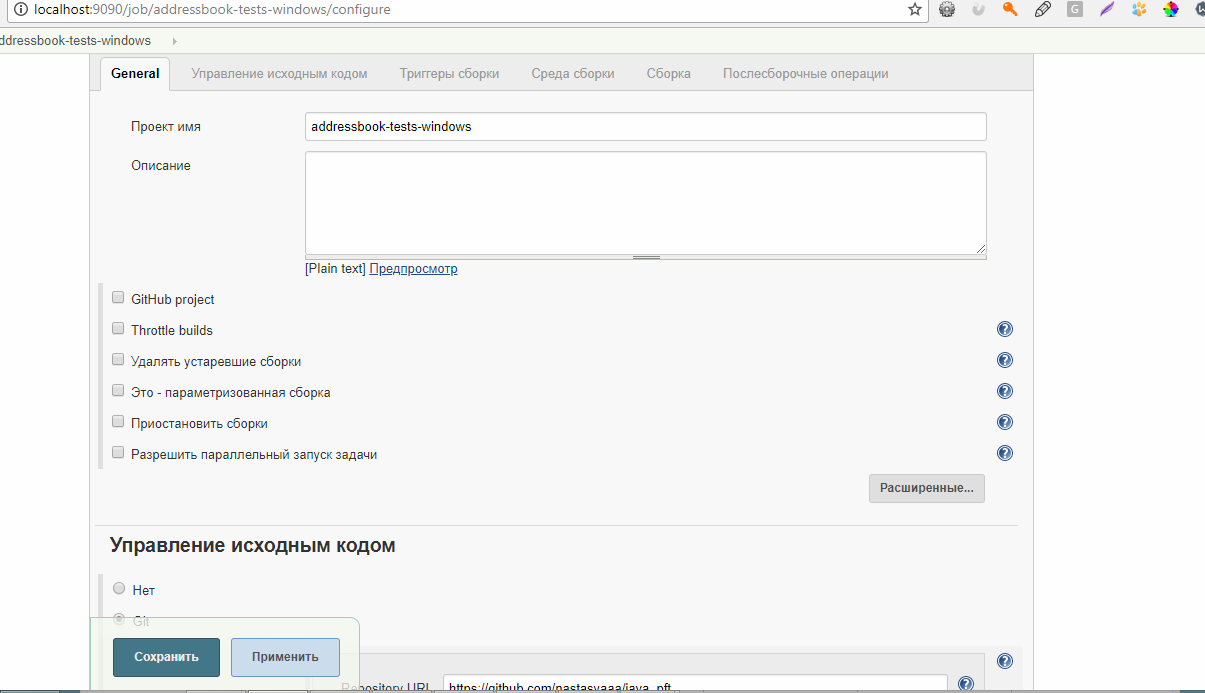 localhost:9090/job/addressbook-tests-windows/configure
ddressbook-tests-windows
General Управление исходным кодом Триггеры сборки Среда сборки Сборка Послесборочные операции
Проект имя addressbook-tests-windows
Описание
[Plain text] Предпросмотр
GitHub project
Throttle builds
Удалять устаревшие сборки
Это - параметризованная сборка
Приостановить сборки
Разрешить параллельный запуск задачи
Расширенные...
Управление исходным кодом
Нет
Git
Сохранить Применить
Repository URL https://github.com/nastasyaaa/java_pft